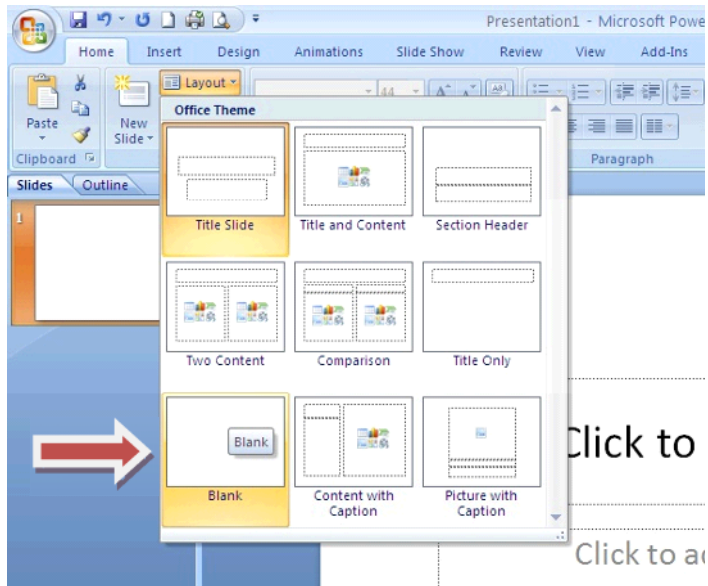 Presentation1 - Microsoft Powe
Home Insert Design Animations Slide Show Review View Add-Ins
Paste
New
Slide
Layout
44
Clipboard
Paragraph
Slides Outline
1
Office Theme
Title Slide Title and Content Section Header
Two Content Comparison Title Only
Blank
Blank Content with
Caption Picture with
Caption
Click to
Click to a